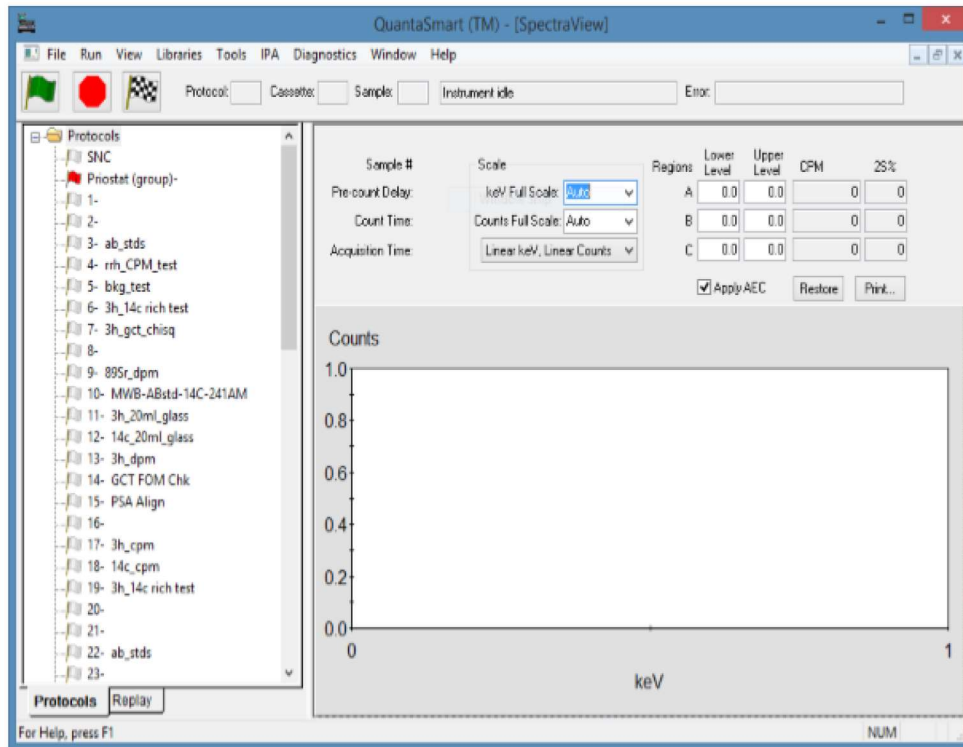 QuantaSmart (TM) - [SpectraView]
File Run View Libraries Tools IPA Diagnostics Window Help
Protocol: Cassette: Sample: Instrument idle Error:
Protocols
SNC
Priostat (group)-
1-
2-
3- ab_stds
4- rrh_CPM_test
5- bkg_test
6- 3h_14c rich test
7- 3h_gct_chisq
8-
9- 89Sr_dpm
10- MWB-ABstd-14C-241AM
11- 3h_20ml_glass
12- 14c_20ml_glass
13- 3h_dpm
14- GCT FOM Chk
15- PSA Align
16-
17- 3h_cpm
18- 14c_cpm
19- 3h_14c rich test
20-
21-
22- ab_stds
23-
Protocols Replay
Sample #
Pre-count Delay:
Count Time:
Acquisition Time:
Scale
keV Full Scale: Auto
Counts Full Scale: Auto
Linear keV, Linear Counts
Regions Lower Level Upper Level CPM 2S%
A 0.0 0.0 0 0
B 0.0 0.0 0 0
C 0.0 0.0 0 0
Apply AEC Restore Print...
Counts
1.0
0.8
0.6
0.4
0.2
0.0
0 1
keV
For Help, press F1 NUM